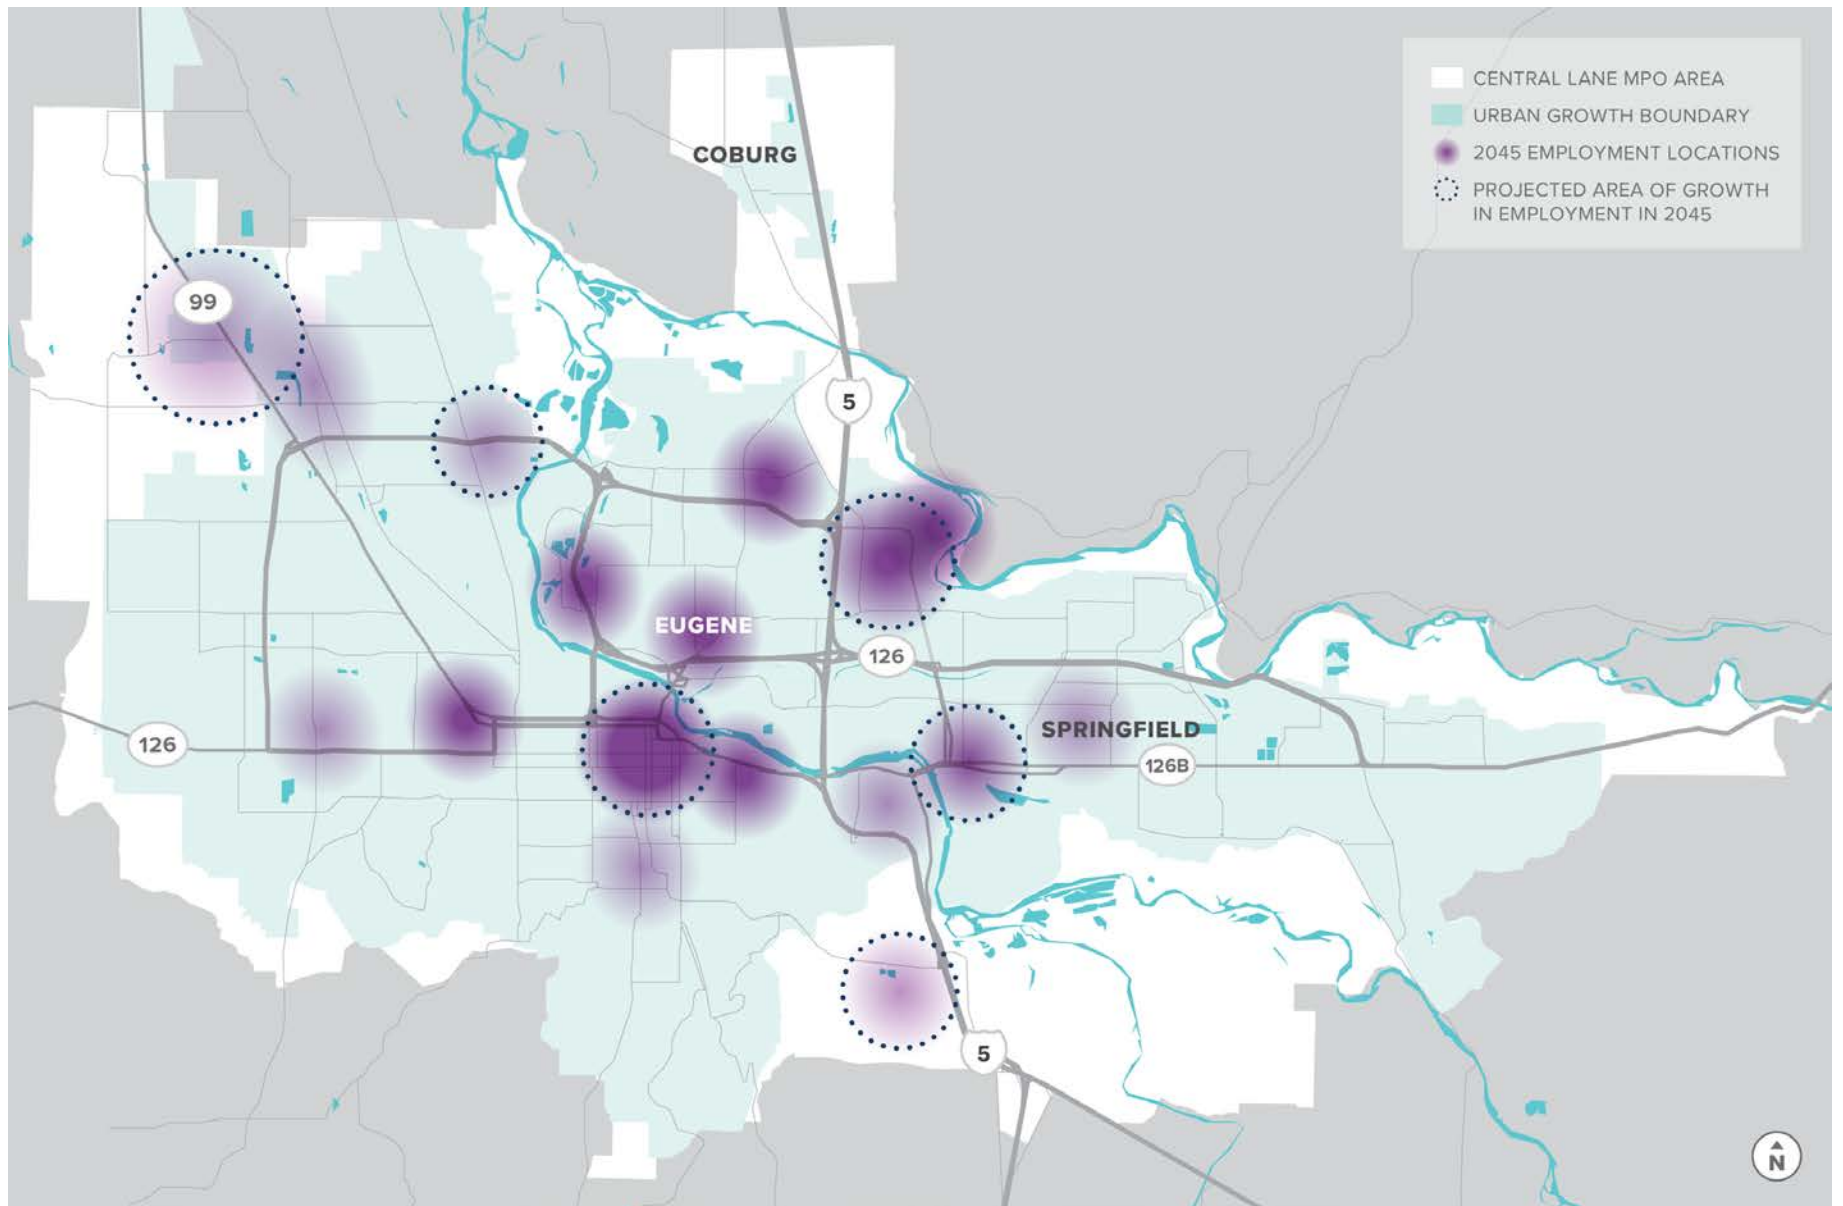 CENTRAL LANE MPO AREA
URBAN GROWTH BOUNDARY
2045 EMPLOYMENT LOCATIONS
PROJECTED AREA OF GROWTH
IN EMPLOYMENT IN 2045
COBURG
99
5
EUGENE
126
SPRINGFIELD
126
126B
5
N